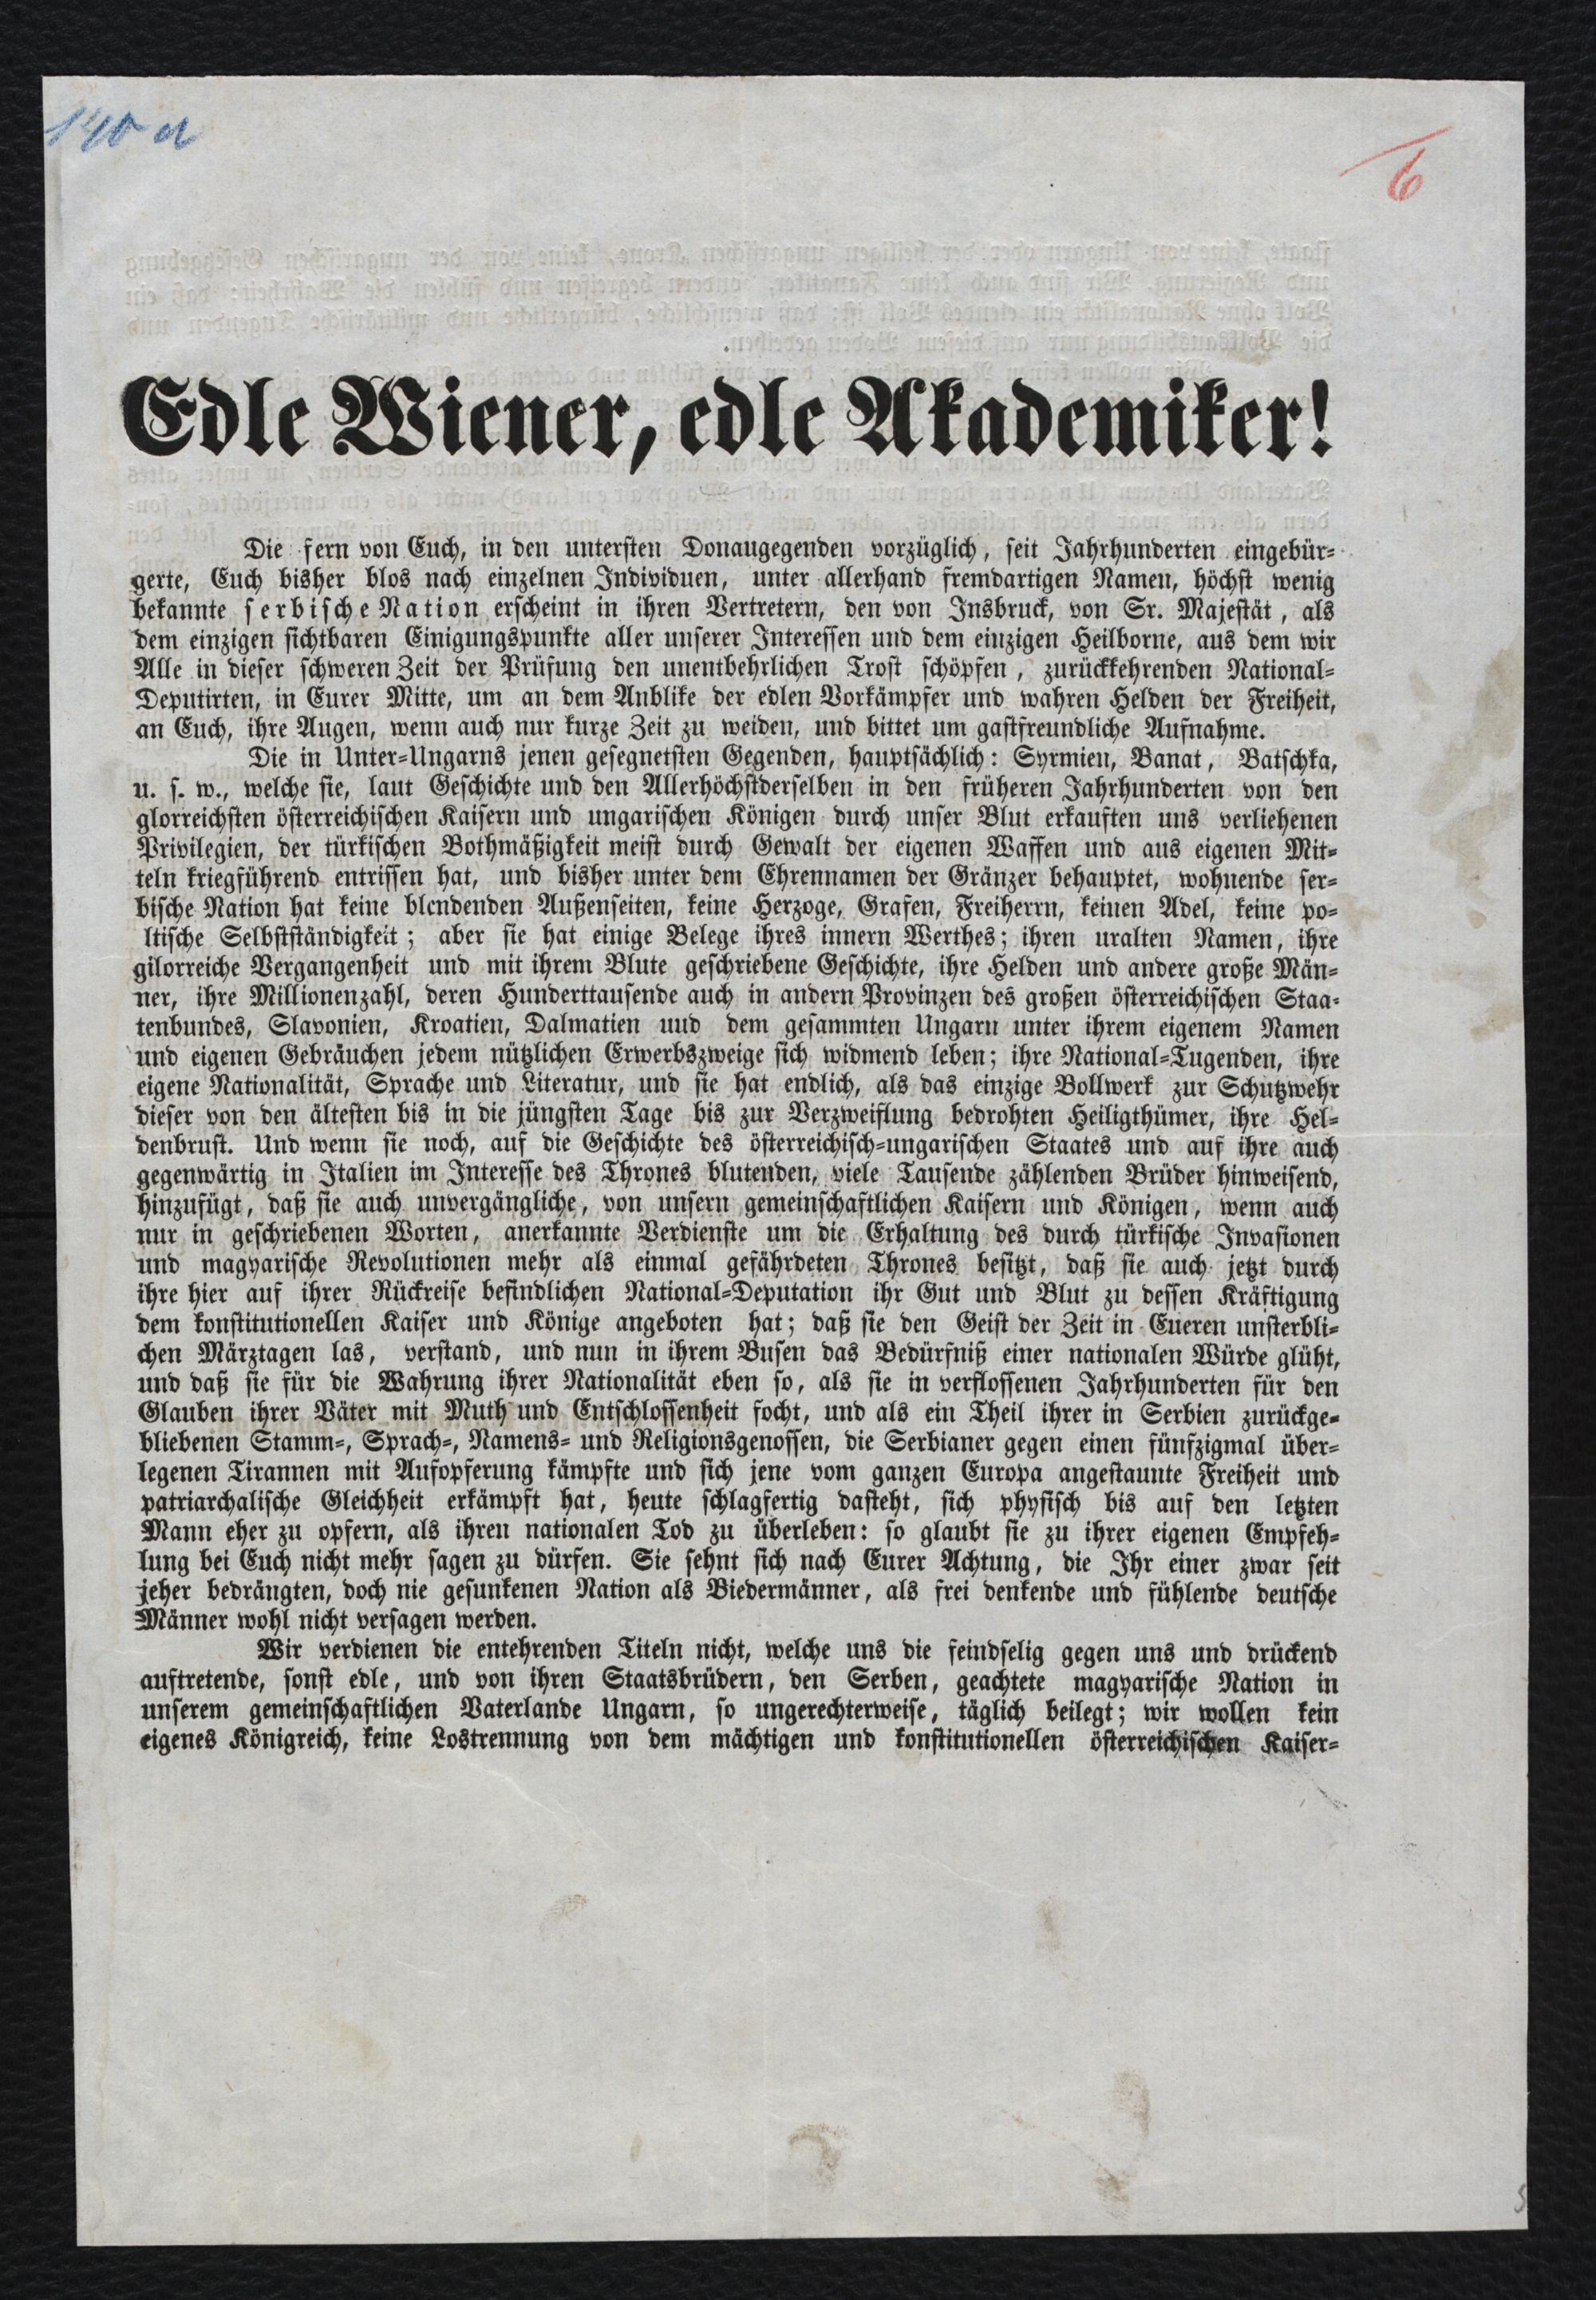 140 a
6
Edle Wiener, edle Akademiker!
Die fern von Euch, in den untersten Donaugegenden vorzüglich, seit Jahrhunderten eingebür-
gerte, Euch bisher blos nach einzelnen Individuen, unter allerhand fremdartigen Namen, höchst wenig
bekannte serbische Nation erscheint in ihren Vertretern, den von Insbruck, von Sr. Majestät, als
dem einzigen sichtbaren Einigungspunkte aller unserer Interessen und dem einzigen Heilborne, aus dem wir
Alle in dieser schweren Zeit der Prüfung den unentbehrlichen Trost schöpfen, zurückkehrenden National-
Deputirten, in Eurer Mitte, um an dem Anblike der edlen Vorkämpfer und wahren Helden der Freiheit,
an Euch, ihre Augen, wenn auch nur kurze Zeit zu weiden, und bittet um gastfreundliche Aufnahme.
Die in Unter-Ungarns jenen gesegnetsten Gegenden, hauptsächlich: Syrmien, Banat, Batschka,
u. s. w., welche sie, laut Geschichte und den Allerhöchstderselben in den früheren Jahrhunderten von den
glorreichsten österreichischen Kaisern und ungarischen Königen durch unser Blut erkauften uns verliehenen
Privilegien, der türkischen Bothmäßigkeit meist durch Gewalt der eigenen Waffen und aus eigenen Mit-
teln kriegführend entrissen hat, und bisher unter dem Ehrennamen der Gränzer behauptet, wohnende ser-
bische Nation hat keine blendenden Außenseiten, keine Herzoge, Grafen, Freiherrn, keinen Adel, keine po-
ltische Selbstständigkeit; aber sie hat einige Belege ihres innern Werthes; ihren uralten Namen, ihre
gilorreiche Vergangenheit und mit ihrem Blute geschriebene Geschichte, ihre Helden und andere große Män-
ner, ihre Millionenzahl, deren Hunderttausende auch in andern Provinzen des großen österreichischen Staa-
tenbundes, Slavonien, Kroatien, Dalmatien uud dem gesammten Ungarn unter ihrem eigenem Namen
und eigenen Gebräuchen jedem nützlichen Erwerbszweige sich widmend leben; ihre National-Tugenden, ihre
eigene Nationalität, Sprache und Literatur, und sie hat endlich, als das einzige Bollwerk zur Schutzwehr
dieser von den ältesten bis in die jüngsten Tage bis zur Verzweiflung bedrohten Heiligthümer, ihre Hel-
denbrust. Und wenn sie noch, auf die Geschichte des österreichisch-ungarischen Staates und auf ihre auch
gegenwärtig in Italien im Interesse des Thrones blutenden, viele Tausende zählenden Brüder hinweisend,
hinzufügt, daß sie auch unvergängliche, von unsern gemeinschaftlichen Kaisern und Königen, wenn auch
nur in geschriebenen Worten, anerkannte Verdienste um die Erhaltung des durch türkische Invasionen
und magyarische Revolutionen mehr als einmal gefährdeten Thrones besitzt, daß sie auch jetzt durch
ihre hier auf ihrer Rückreise befindlichen National-Deputation ihr Gut und Blut zu dessen Kräftigung
dem konstitutionellen Kaiser und Könige angeboten hat; daß sie den Geist der Zeit in Eueren unsterbli-
chen Märztagen las, verstand, und nun in ihrem Busen das Bedürfniß einer nationalen Würde glüht,
und daß sie für die Wahrung ihrer Nationalität eben so, als sie in verflossenen Jahrhunderten für den
Glauben ihrer Väter mit Muth und Entschlossenheit focht, und als ein Theil ihrer in Serbien zurückge-
bliebenen Stamm-, Sprach-, Namens- und Religionsgenossen, die Serbianer gegen einen fünfzigmal über-
legenen Tirannen mit Aufopferung kämpfte und sich jene vom ganzen Europa angestaunte Freiheit und
patriarchalische Gleichheit erkämpft hat, heute schlagfertig dasteht, sich physisch bis auf den letzten
Mann eher zu opfern, als ihren nationalen Tod zu überleben: so glaubt sie zu ihrer eigenen Empfeh-
lung bei Euch nicht mehr sagen zu dürfen. Sie sehnt sich nach Eurer Achtung, die Ihr einer zwar seit
jeher bedrängten, doch nie gesunkenen Nation als Biedermänner, als frei denkende und fühlende deutsche
Männer wohl nicht versagen werden.
Wir verdienen die entehrenden Titeln nicht, welche uns die feindselig gegen uns und drückend
auftretende, sonst edle, und von ihren Staatsbrüdern, den Serben, geachtete magyarische Nation in
unserem gemeinschaftlichen Vaterlande Ungarn, so ungerechterweise, täglich beilegt; wir wollen kein
eigenes Königreich, keine Lostrennung von dem mächtigen und konstitutionellen österreichischen Kaiser-